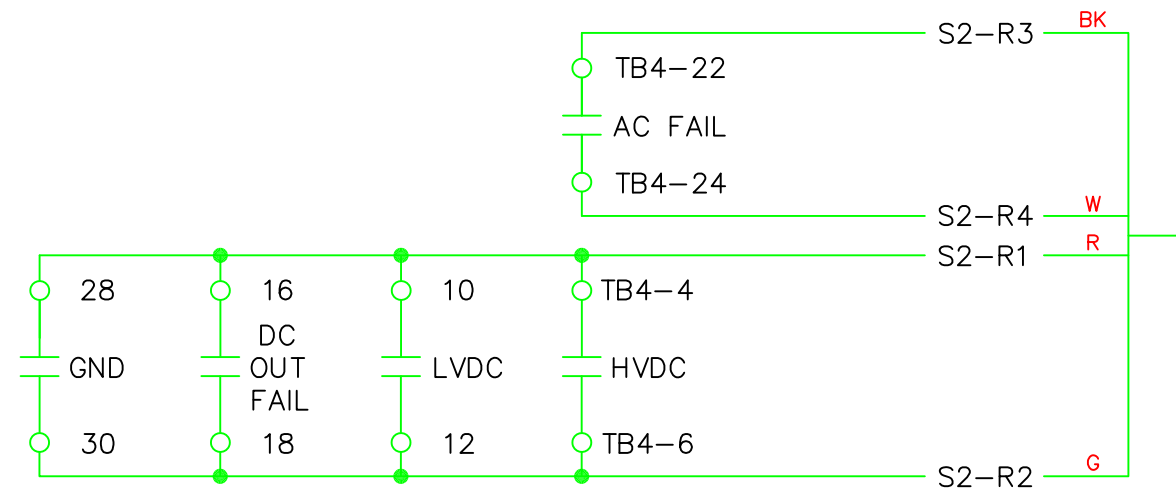 S2-R3
BK
TB4-22
AC FAIL
TB4-24
S2-R4
W
S2-R1
R
28
16
10
TB4-4
GND
DC
OUT
FAIL
LVDC
HVDC
30
18
12
TB4-6
S2-R2
G